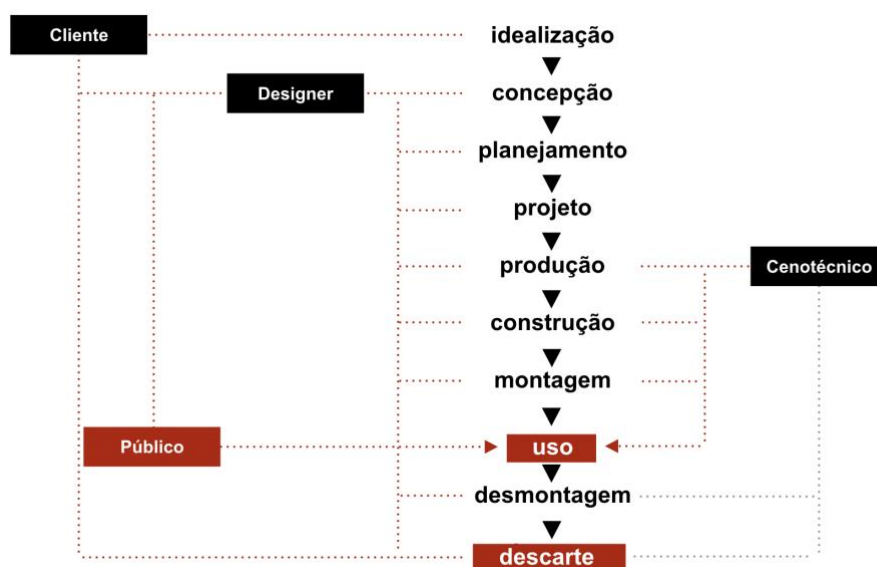 Cliente
idealização
Designer
concepção
planejamento
projeto
produção
Cenotécnico
construção
montagem
Público
uso
desmontagem
descarte